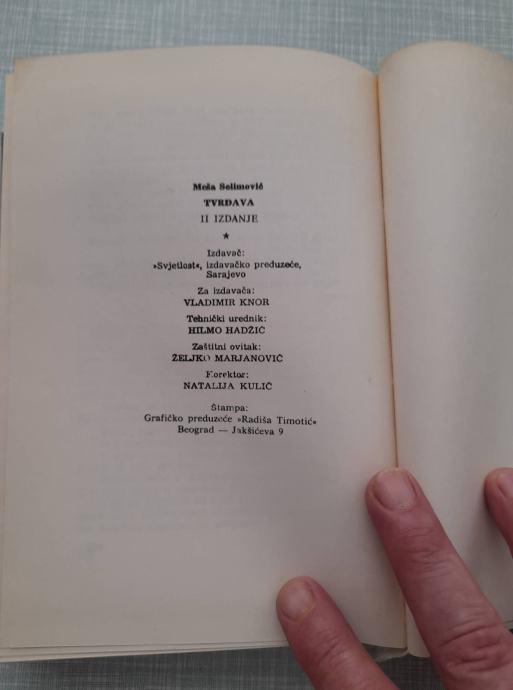 Meša Selimović
TVRĐAVA
II IZDANJE
★
Izdavač:
»Svjetlost«, izdavačko preduzeće,
Sarajevo
Za izdavača:
VLADIMIR KNOR
Tehnički urednik:
HILMO HADŽIĆ
Zaštitni ovitak:
ŽELJKO MARJANOVIĆ
Korektor:
NATALIJA KULIĆ
Štampa:
Grafičko preduzeće »Radiša Timotić«
Beograd — Jakšićeva 9